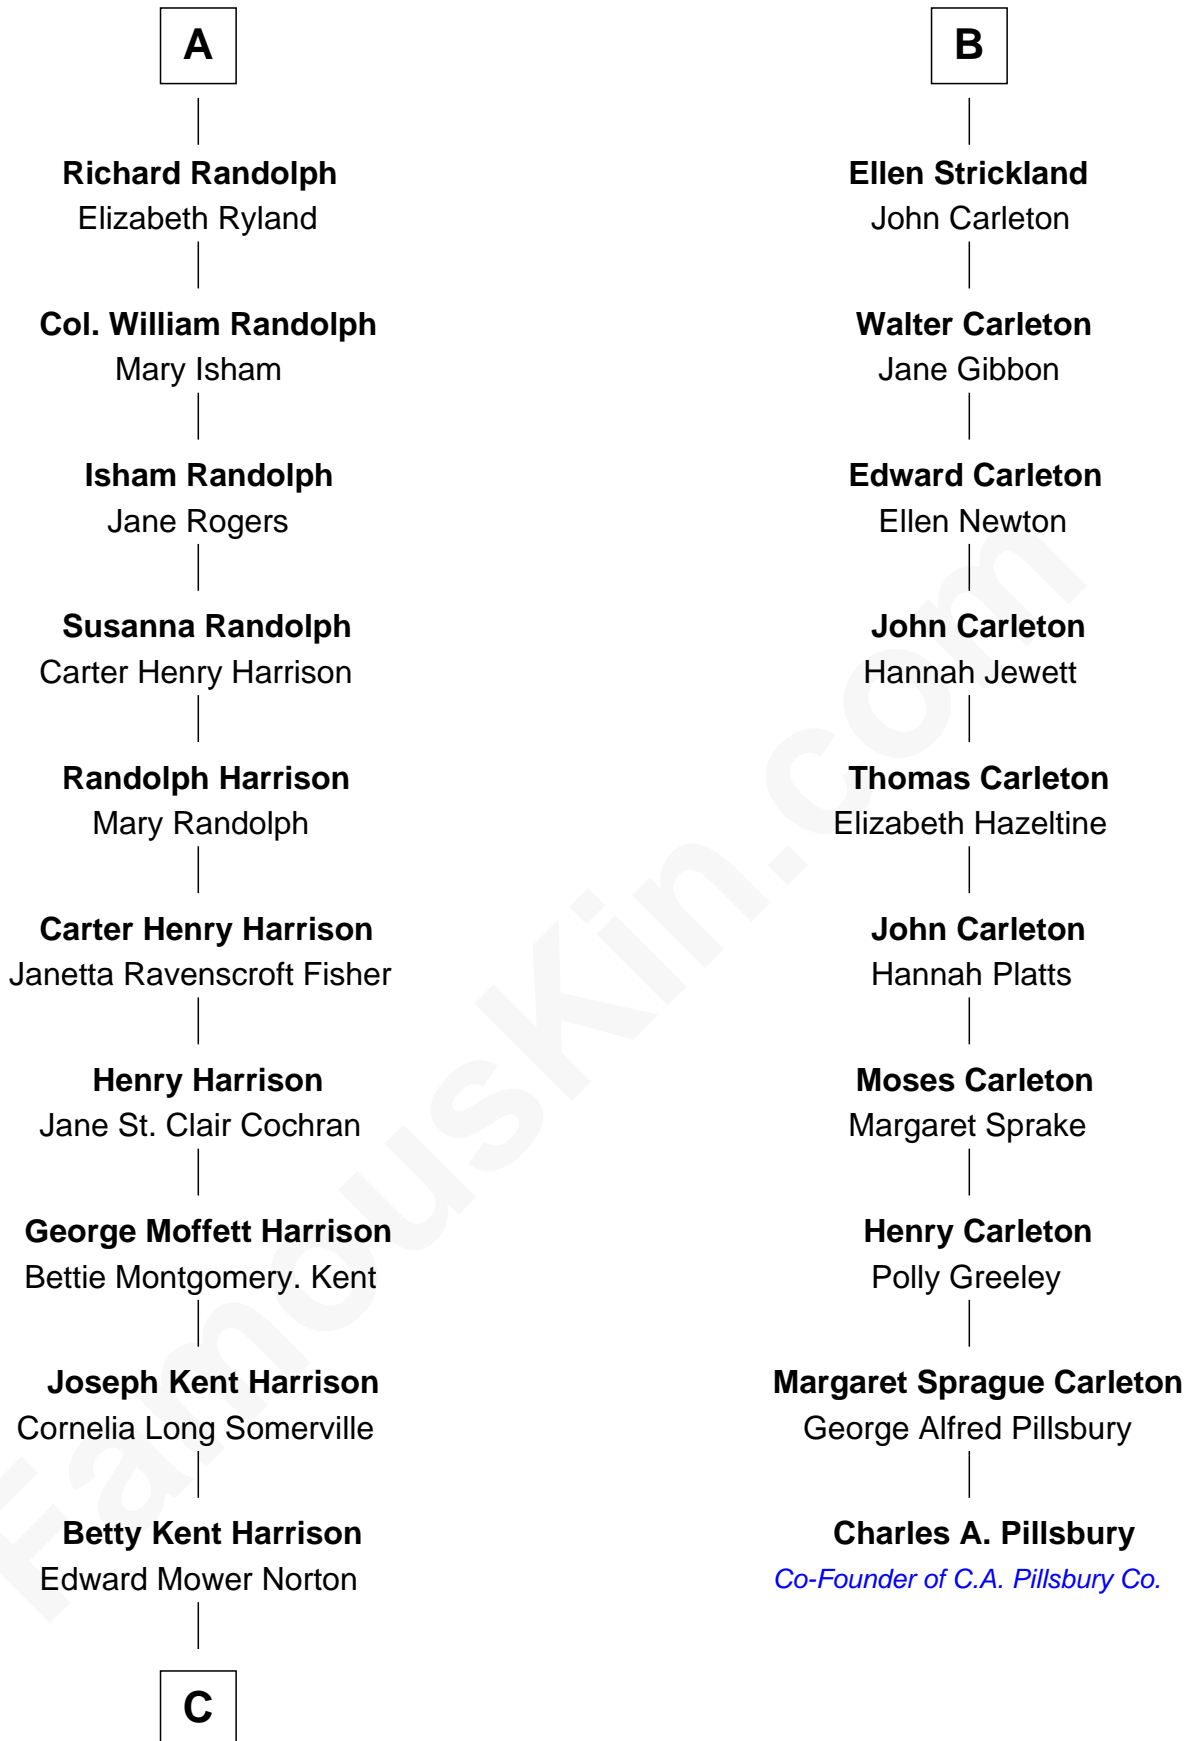 A
Richard Randolph
Elizabeth Ryland
Col. William Randolph
Mary Isham
Isham Randolph
Jane Rogers
Susanna Randolph
Carter Henry Harrison
Randolph Harrison
Mary Randolph
Carter Henry Harrison
Janetta Ravenscroft Fisher
Henry Harrison
Jane St. Clair Cochran
George Moffett Harrison
Bettie Montgomery. Kent
Joseph Kent Harrison
Cornelia Long Somerville
Betty Kent Harrison
Edward Mower Norton
C
B
Ellen Strickland
John Carleton
Walter Carleton
Jane Gibbon
Edward Carleton
Ellen Newton
John Carleton
Hannah Jewett
Thomas Carleton
Elizabeth Hazeltine
John Carleton
Hannah Platts
Moses Carleton
Margaret Sprake
Henry Carleton
Polly Greeley
Margaret Sprague Carleton
George Alfred Pillsbury
Charles A. Pillsbury
Co-Founder of C.A. Pillsbury Co.
FamousKin.com